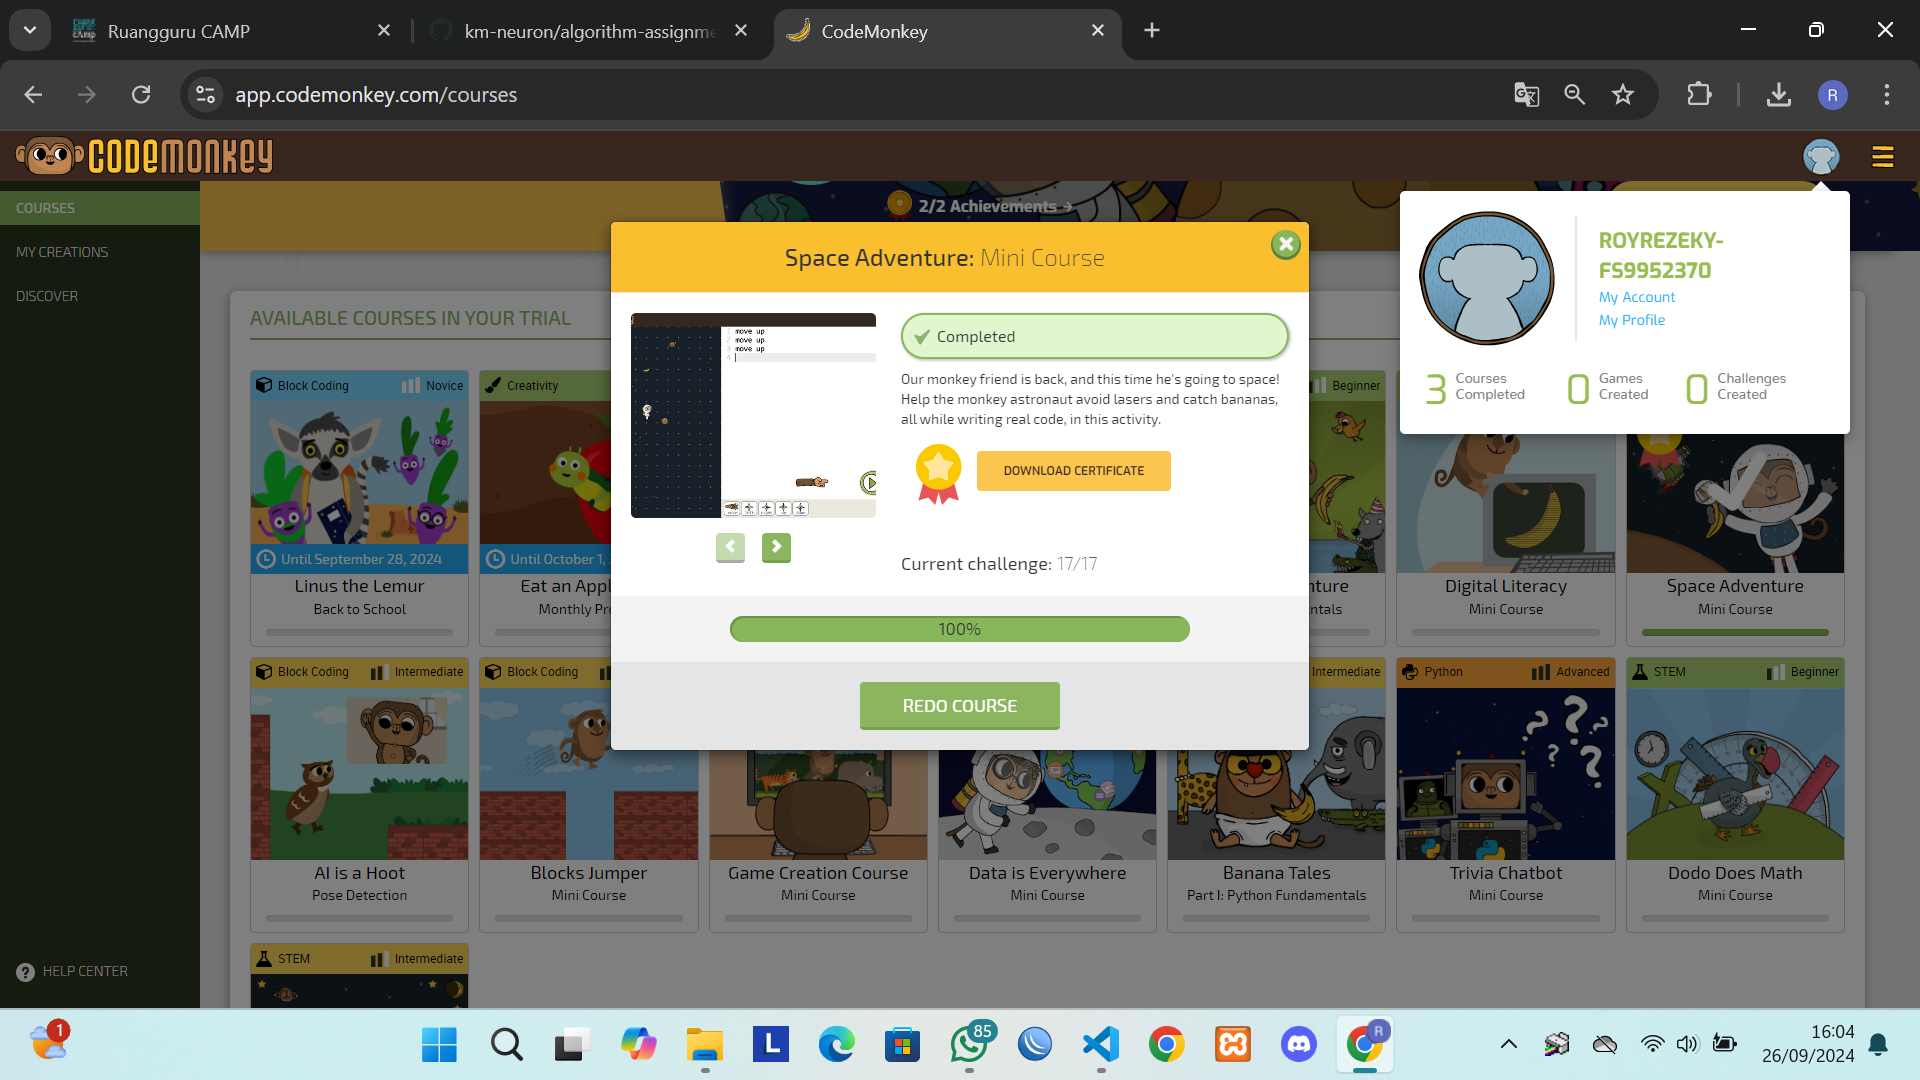 Ruangguru CAMP
km-neuron/algorithm-assignme
CodeMonkey
app.codemonkey.com/courses
R
CODEMONKEY
COURSES
MY CREATIONS
DISCOVER
HELP CENTER
2/2 Achievements →
AVAILABLE COURSES IN YOUR TRIAL
ROYREZEKY-
FS9952370
My Account
My Profile
3 Courses Completed
0 Games Created
0 Challenges Created
Space Adventure: Mini Course
1 move up
2 move up
3 move up
4
Completed
Our monkey friend is back, and this time he's going to space!
Help the monkey astronaut avoid lasers and catch bananas,
all while writing real code, in this activity.
DOWNLOAD CERTIFICATE
Current challenge: 17/17
100%
REDO COURSE
Block Coding Novice
Until September 28, 2024
Linus the Lemur
Back to School
Creativity
Until October 1,
Eat an Appl
Monthly Pr
Beginner
nture
ntals
Digital Literacy
Mini Course
Space Adventure
Mini Course
Block Coding Intermediate
AI is a Hoot
Pose Detection
Block Coding
Blocks Jumper
Mini Course
Game Creation Course
Mini Course
Data is Everywhere
Mini Course
Intermediate
Banana Tales
Part I: Python Fundamentals
Python Advanced
Trivia Chatbot
Mini Course
STEM Beginner
Dodo Does Math
Mini Course
STEM Intermediate
1
L
85
R
16:04
26/09/2024